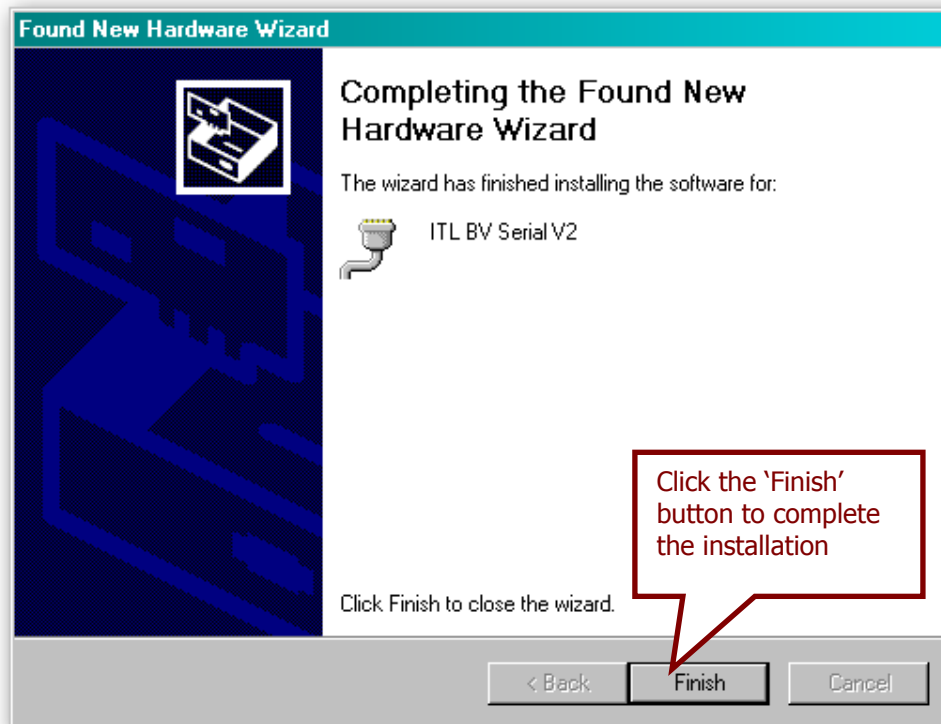 Found New Hardware Wizard
Completing the Found New
Hardware Wizard
The wizard has finished installing the software for:
ITL BV Serial V2
Click the ‘Finish’
button to complete
the installation
Click Finish to close the wizard.
< Back
Finish
Cancel